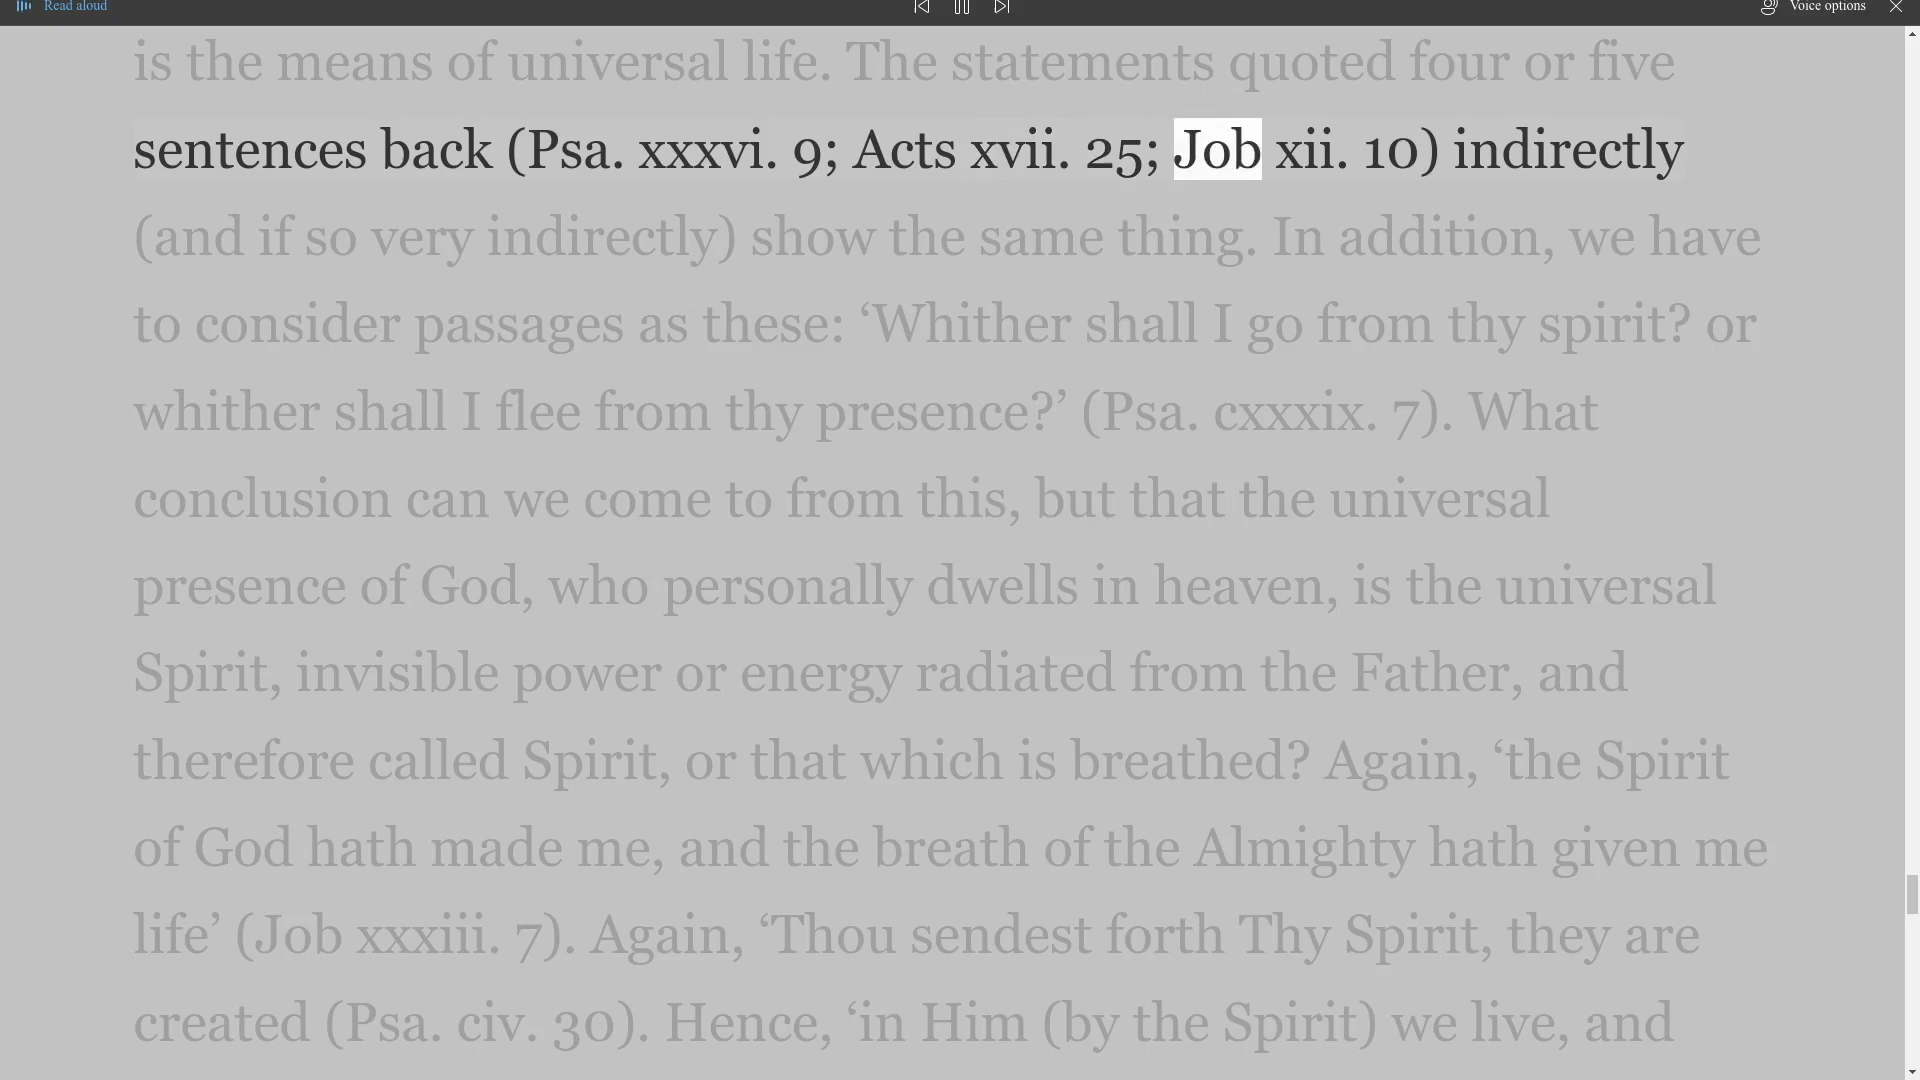 Read aloud
Voice options
is the means of universal life. The statements quoted four or five
sentences back (Psa. xxxvi. 9; Acts xvii. 25; Job xii. 10) indirectly
(and if so very indirectly) show the same thing. In addition, we have
to consider passages as these: ‘Whither shall I go from thy spirit? or
whither shall I flee from thy presence?’ (Psa. cxxxix. 7). What
conclusion can we come to from this, but that the universal
presence of God, who personally dwells in heaven, is the universal
Spirit, invisible power or energy radiated from the Father, and
therefore called Spirit, or that which is breathed? Again, ‘the Spirit
of God hath made me, and the breath of the Almighty hath given me
life’ (Job xxxiii. 7). Again, ‘Thou sendest forth Thy Spirit, they are
created (Psa. civ. 30). Hence, ‘in Him (by the Spirit) we live, and